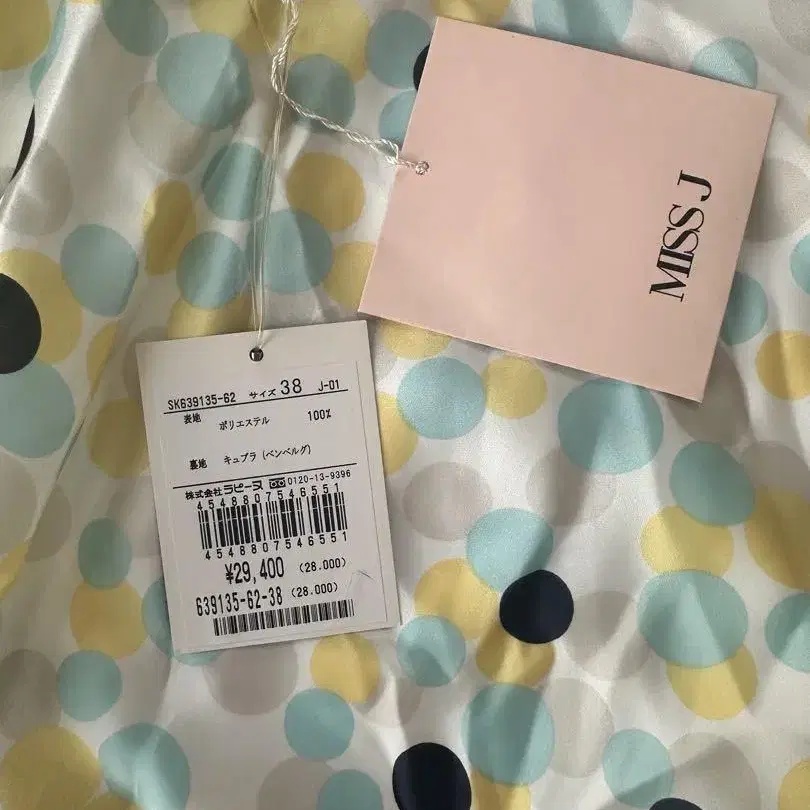 MISS J
SK639135-62 サイズ 38 J-01
表地 ポリエステル 100%
裏地 キュプラ (ベンベルグ)
株式会社ラピーヌ 0120-13-9396
4548807546551
4548807546551
¥29,400 (28.000)
639135-62-38 (28.000)